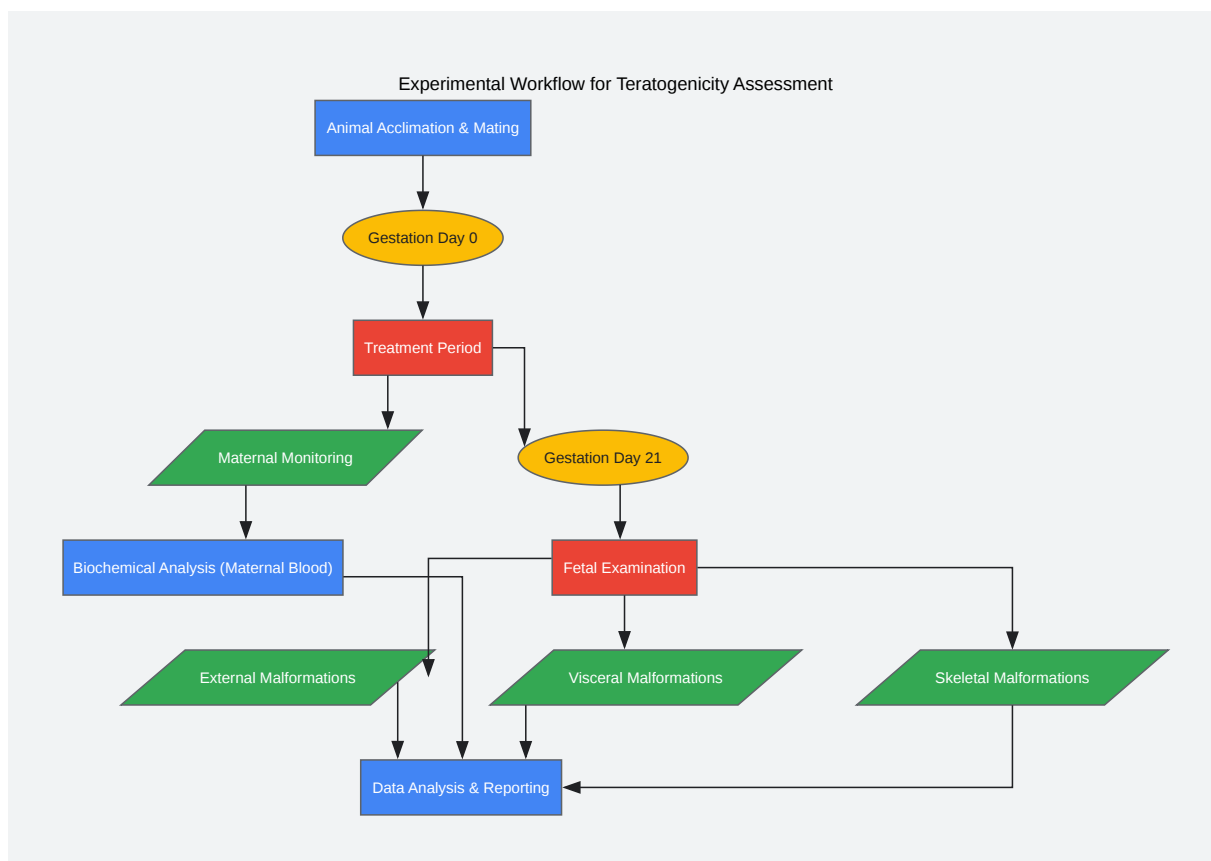 Experimental Workflow for Teratogenicity Assessment
Animal Acclimation & Mating
Gestation Day 0
Treatment Period
Maternal Monitoring
Gestation Day 21
Biochemical Analysis (Maternal Blood)
Fetal Examination
External Malformations
Visceral Malformations
Skeletal Malformations
Data Analysis & Reporting